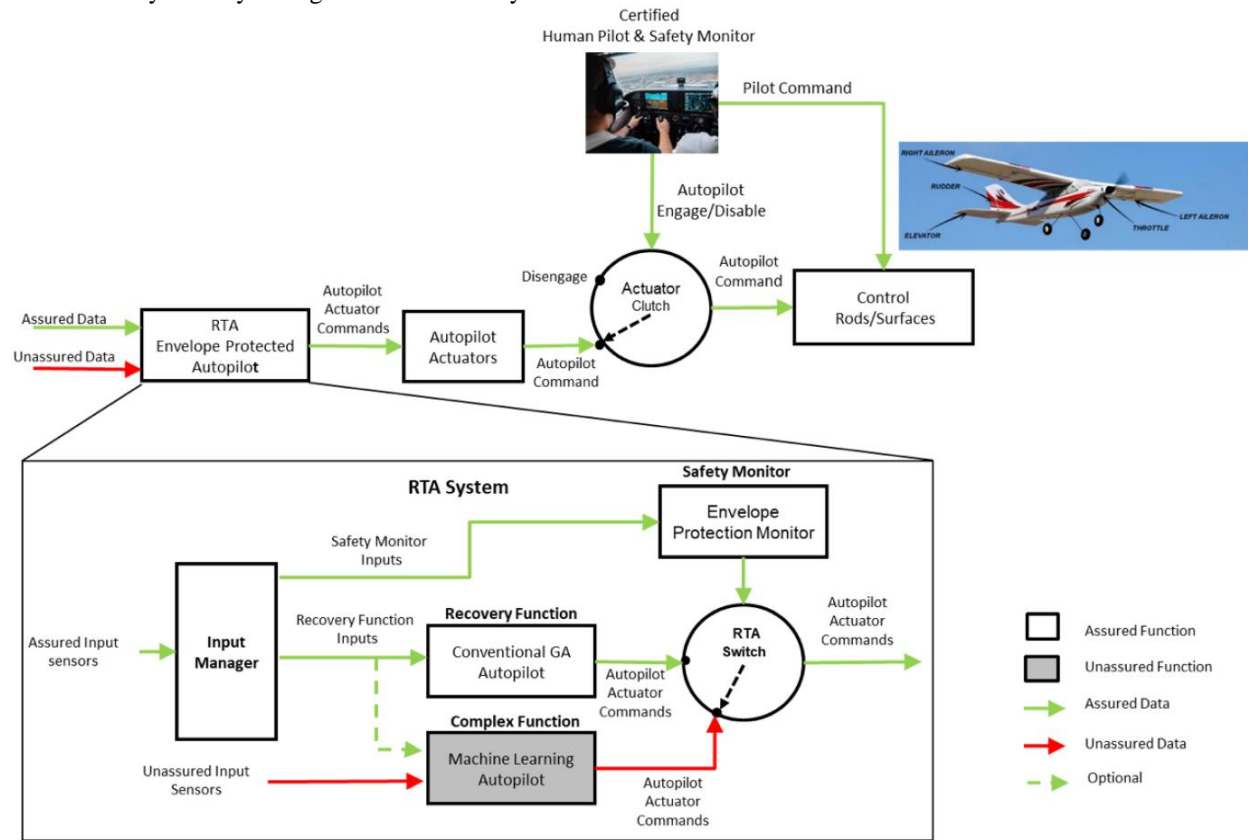 Certified
Human Pilot & Safety Monitor
Pilot Command
RIGHT AILERON
RUDDER
LEFT AILERON
THROTTLE
ELEVATOR
Autopilot
Engage/Disable
Disengage
Actuator
Clutch
Autopilot
Command
Control
Rods/Surfaces
Assured Data
Unassured Data
RTA
Envelope Protected
Autopilot
Autopilot
Actuator
Commands
Autopilot
Actuators
Autopilot
Command
RTA System
Safety Monitor
Envelope
Protection Monitor
Safety Monitor
Inputs
Assured Input
sensors
Input
Manager
Recovery Function
Inputs
Recovery Function
Conventional GA
Autopilot
Autopilot
Actuator
Commands
RTA
Switch
Autopilot
Actuator
Commands
Complex Function
Machine Learning
Autopilot
Unassured Input
Sensors
Autopilot
Actuator
Commands
Assured Function
Unassured Function
Assured Data
Unassured Data
Optional